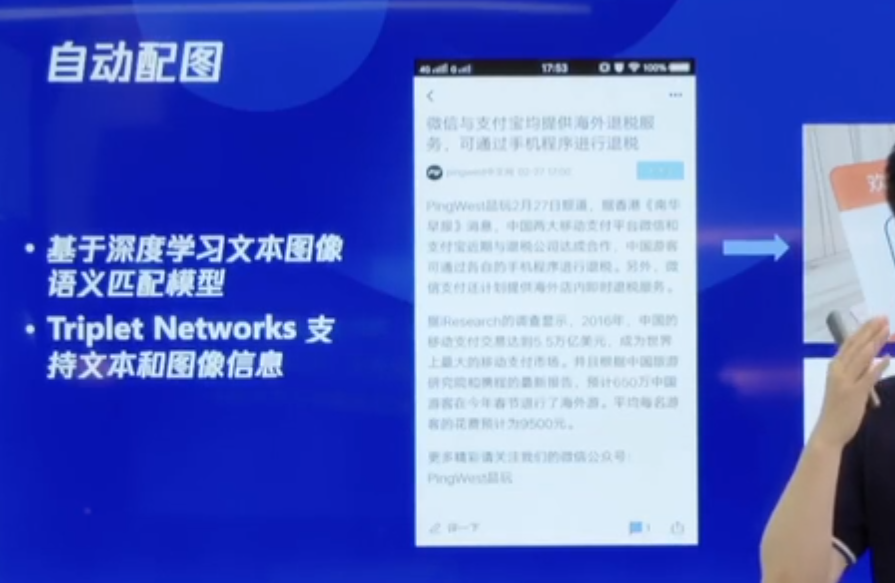 自动配图
• 基于深度学习文本图像
语义匹配模型
• Triplet Networks 支
持文本和图像信息
17:53
100%
微信与支付宝均提供海外退税服
务，可通过手机程序进行退税
PingWest品玩2月27日报道，据香港《南华
早报》消息，中国两大移动支付平台微信和
支付宝近期与退税公司达成合作，中国游客
可通过各自的手机程序进行退税。另外，微
信支付还计划提供海外店内即时退税服务。
据iResearch的调查显示，2016年，中国的
移动支付交易达到5.5万亿美元，成为世界
上最大的移动支付市场。并且根据中国旅游
研究院和携程的最新报告，预计650万中国
游客在今年春节进行了海外游。平均每名游
客的花费预计为9500元。
更多精彩请关注我们的微信公众号：
PingWest品玩
评一下
1
欢